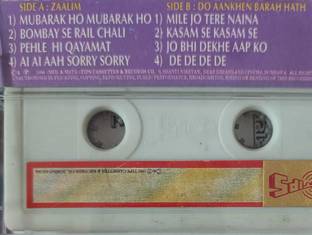 SIDE A : ZAALIM
1) MUBARAK HO MUBARAK HO
2) BOMBAY SE RAIL CHALI
3) PEHLE HI QAYAMAT
4) AI AI AAH SORRY SORRY
SIDE B : DO AANKHEN BARAH HATH
1) MILE JO TERE NAINA
2) KASAM SE KASAM SE
3) JO BHI DEKHE AAP KO
4) DE DE DE DE
TIPS